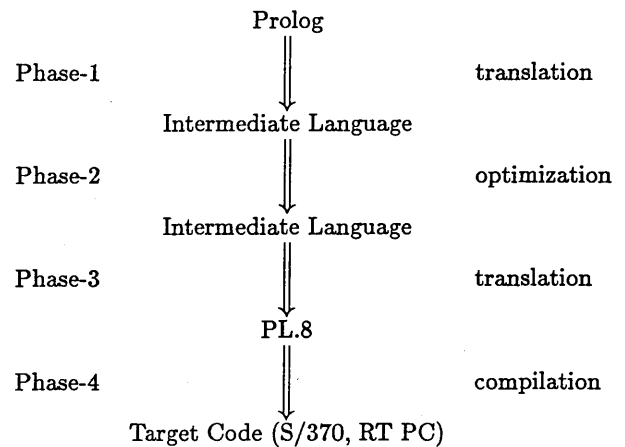 Prolog
Phase-1 translation
Intermediate Language
Phase-2 optimization
Intermediate Language
Phase-3 translation
PL.8
Phase-4 compilation
Target Code (S/370, RT PC)